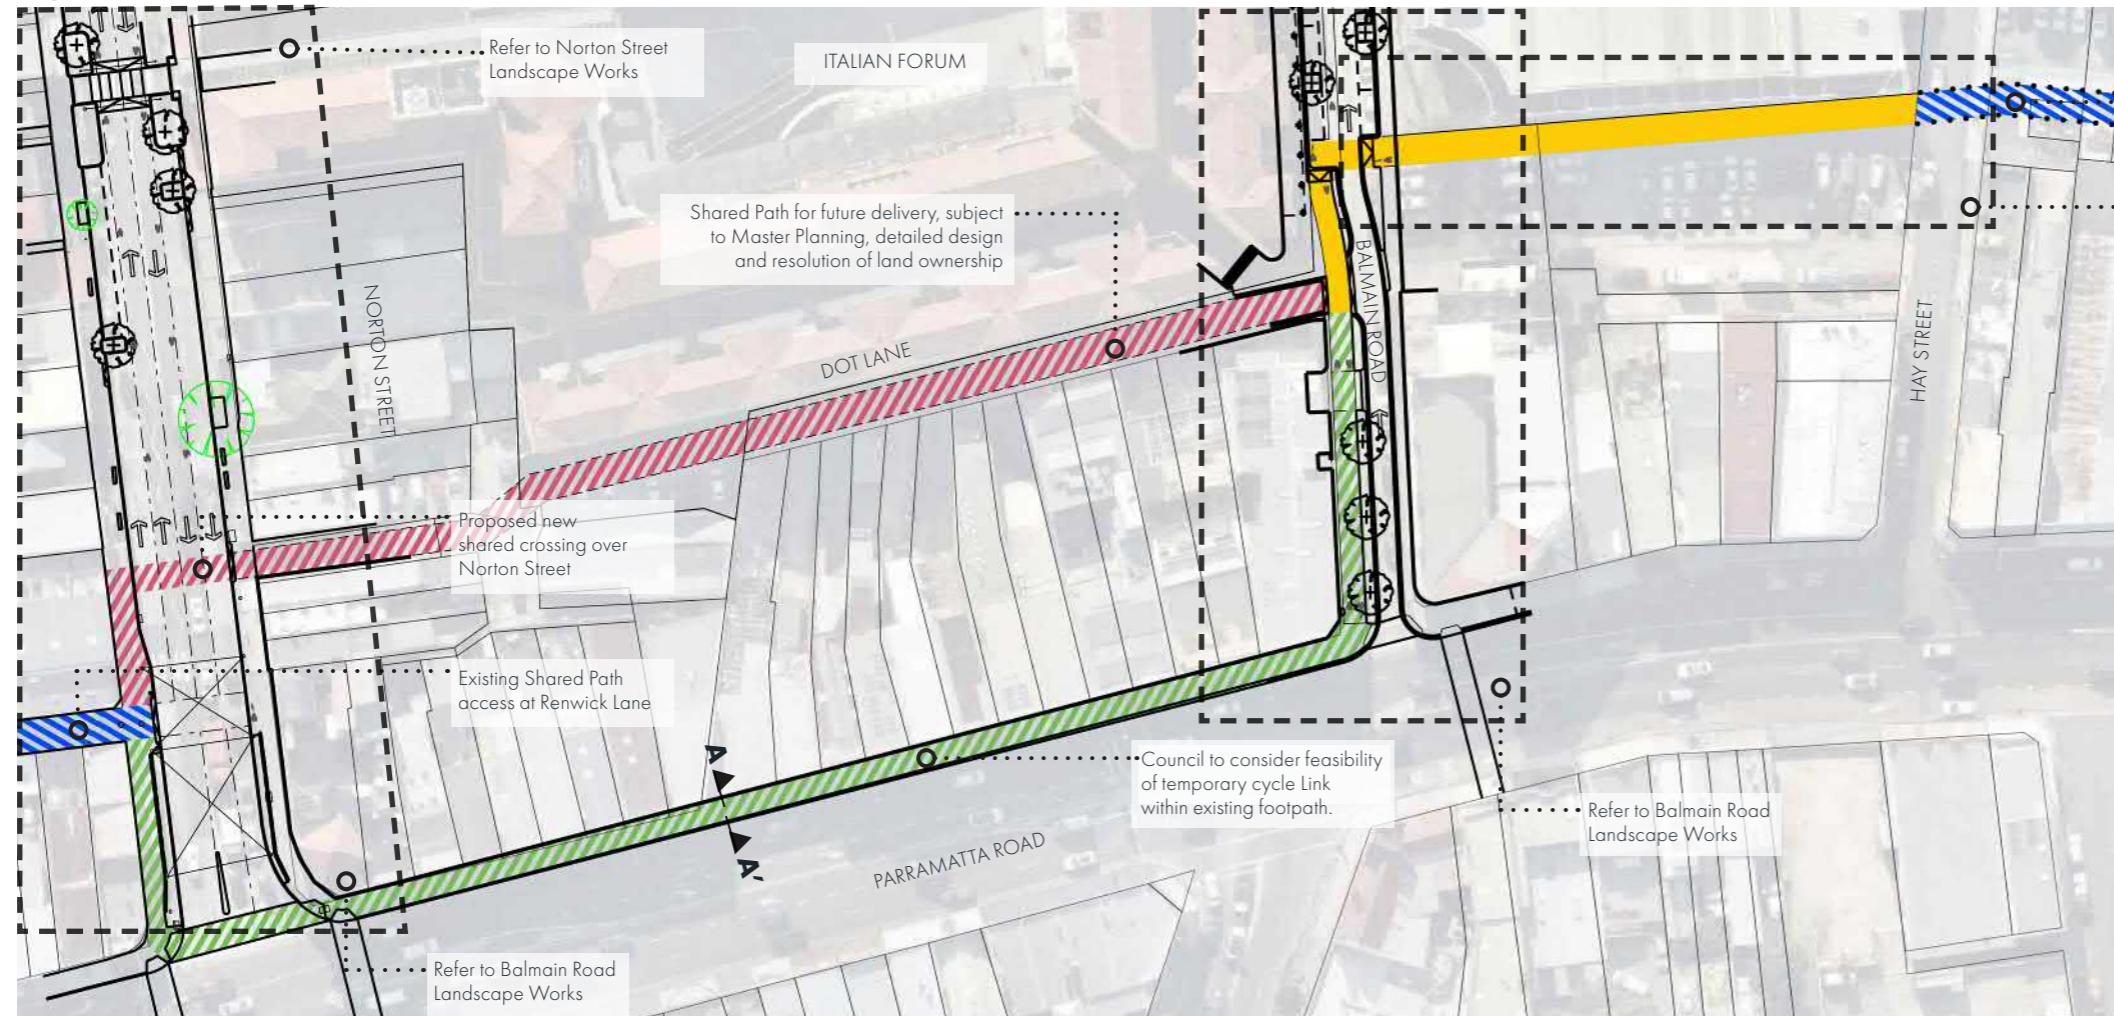 Refer to Norton Street
Landscape Works
ITALIAN FORUM
Shared Path for future delivery, subject
to Master Planning, detailed design
and resolution of land ownership
NORTON STREET
DOT LANE
BALMAIN ROAD
HAY STREET
Proposed new
shared crossing over
Norton Street
Existing Shared Path
access at Renwick Lane
A
A'
Council to consider feasibility
of temporary cycle Link
within existing footpath.
PARRAMATTA ROAD
Refer to Balmain Road
Landscape Works
Refer to Balmain Road
Landscape Works